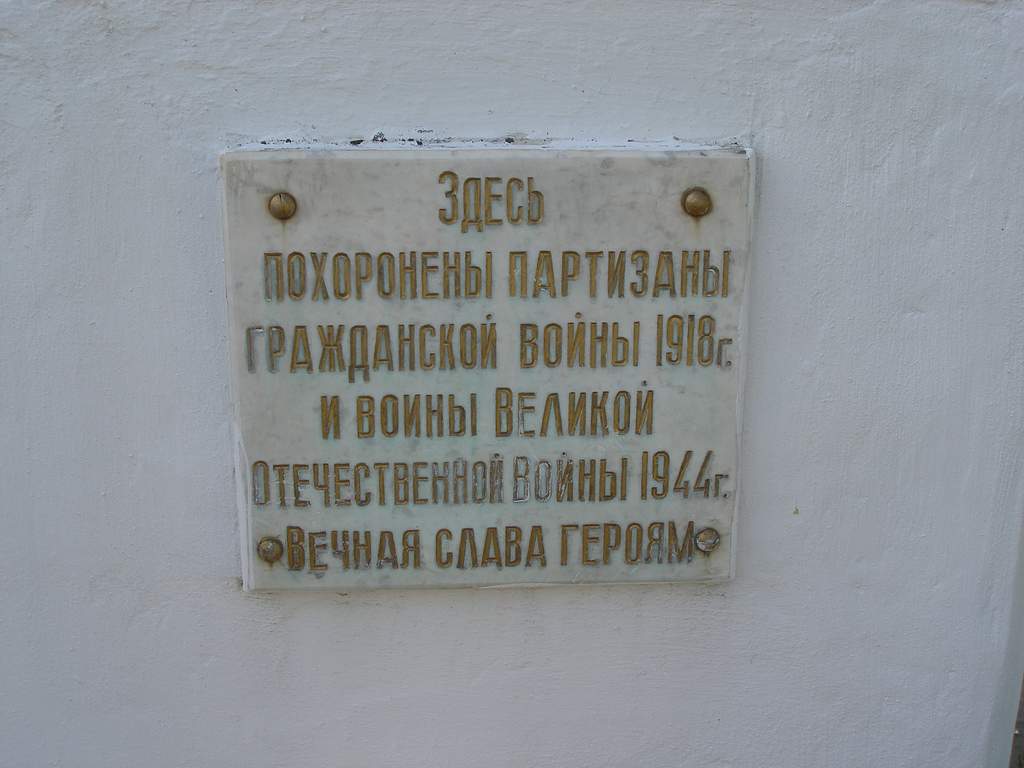 ЗДЕСЬ
ПОХОРОНЕНЫ ПАРТИЗАНЫ
ГРАЖДАНСКОЙ ВОЙНЫ 1918г.
И ВОИНЫ ВЕЛИКОЙ
ОТЕЧЕСТВЕННОЙ ВОЙНЫ 1944г.
ВЕЧНАЯ СЛАВА ГЕРОЯМ